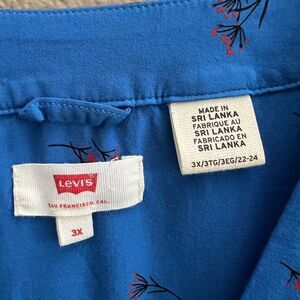 MADE IN
SRI LANKA
FABRIQUE AU
SRI LANKA
FABRICADO EN
SRI LANKA
3X/3TG/3EG/22-24
Levi's
SAN FRANCISCO, CAL.
3X